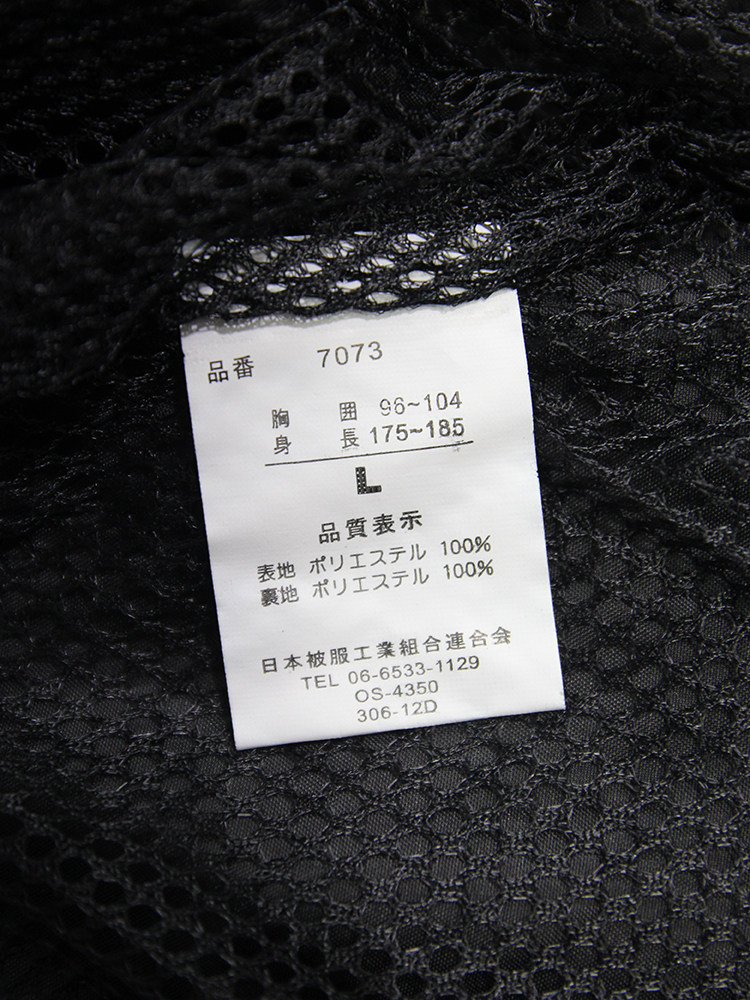 品番 7073
胸 囲 96~104
身 長 175~185
L
品質表示
表地 ポリエステル 100%
裏地 ポリエステル 100%
日本被服工業組合連合会
TEL 06-6533-1129
OS-4350
306-12D